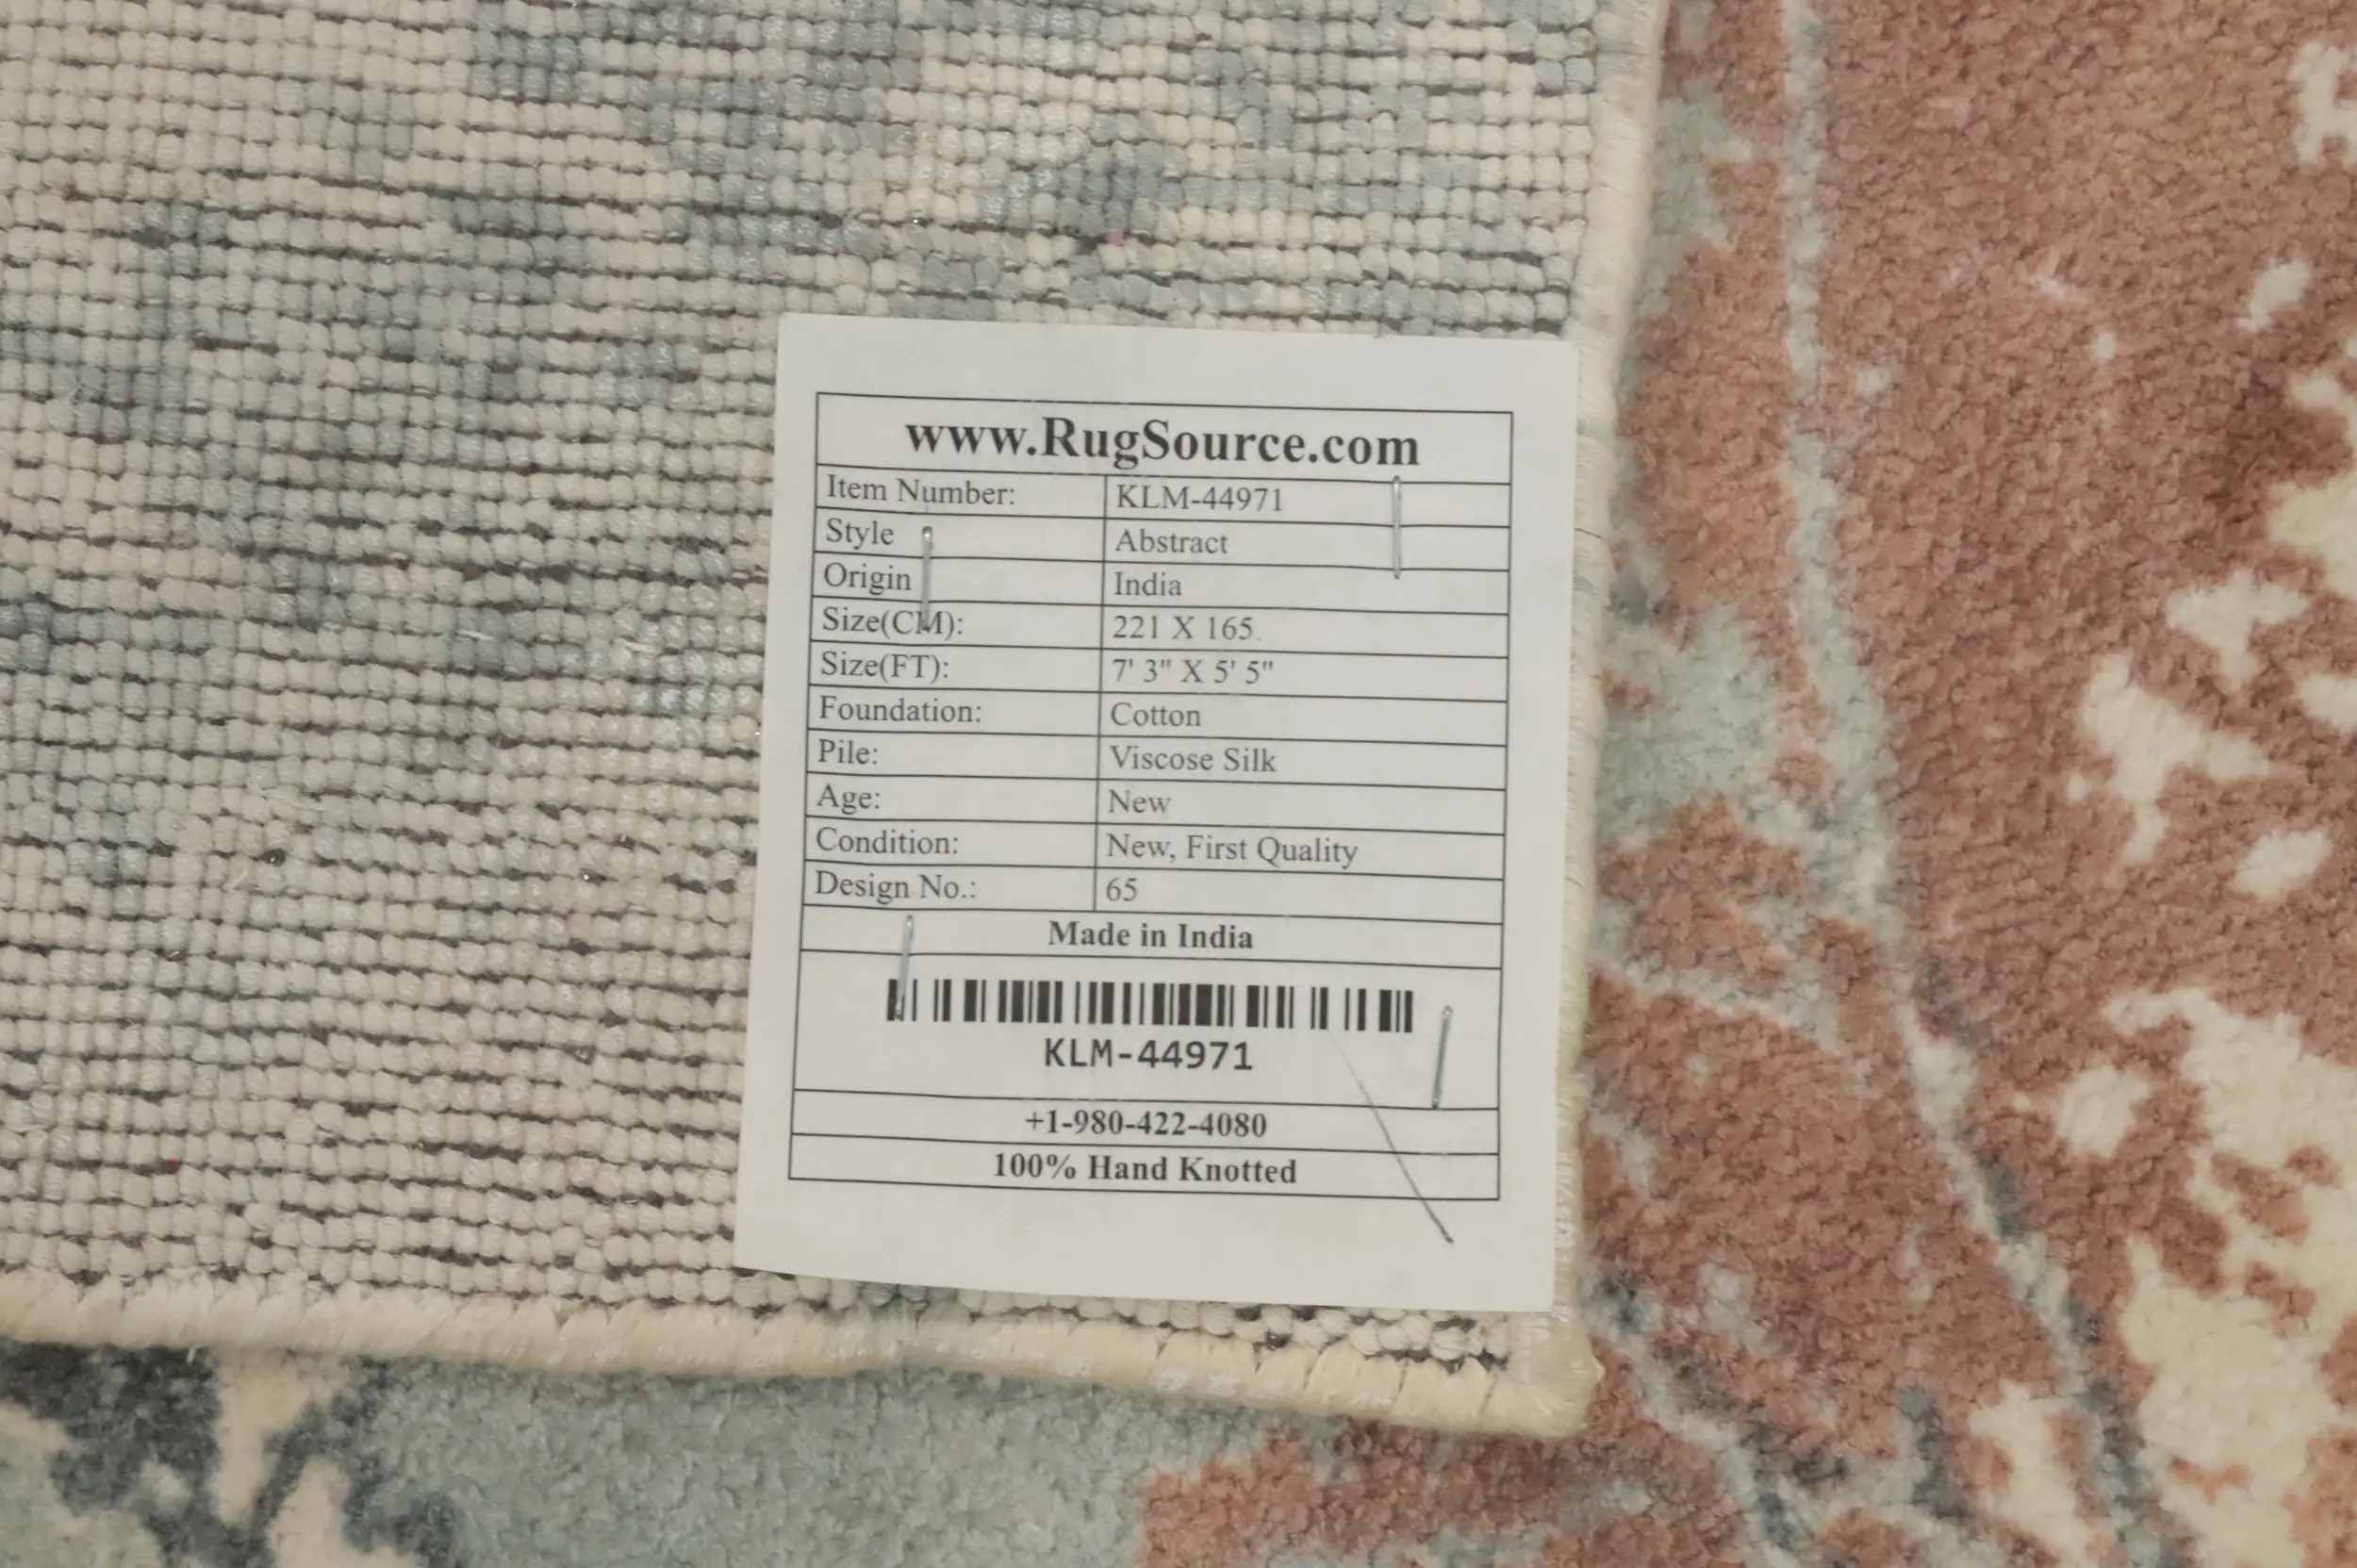 www.RugSource.com
Item Number: KLM-44971
Style Abstract
Origin India
Size(CM): 221 X 165.
Size(FT): 7' 3" X 5' 5"
Foundation: Cotton
Pile: Viscose Silk
Age: New
Condition: New, First Quality
Design No.: 65
Made in India
KLM-44971
+1-980-422-4080
100% Hand Knotted